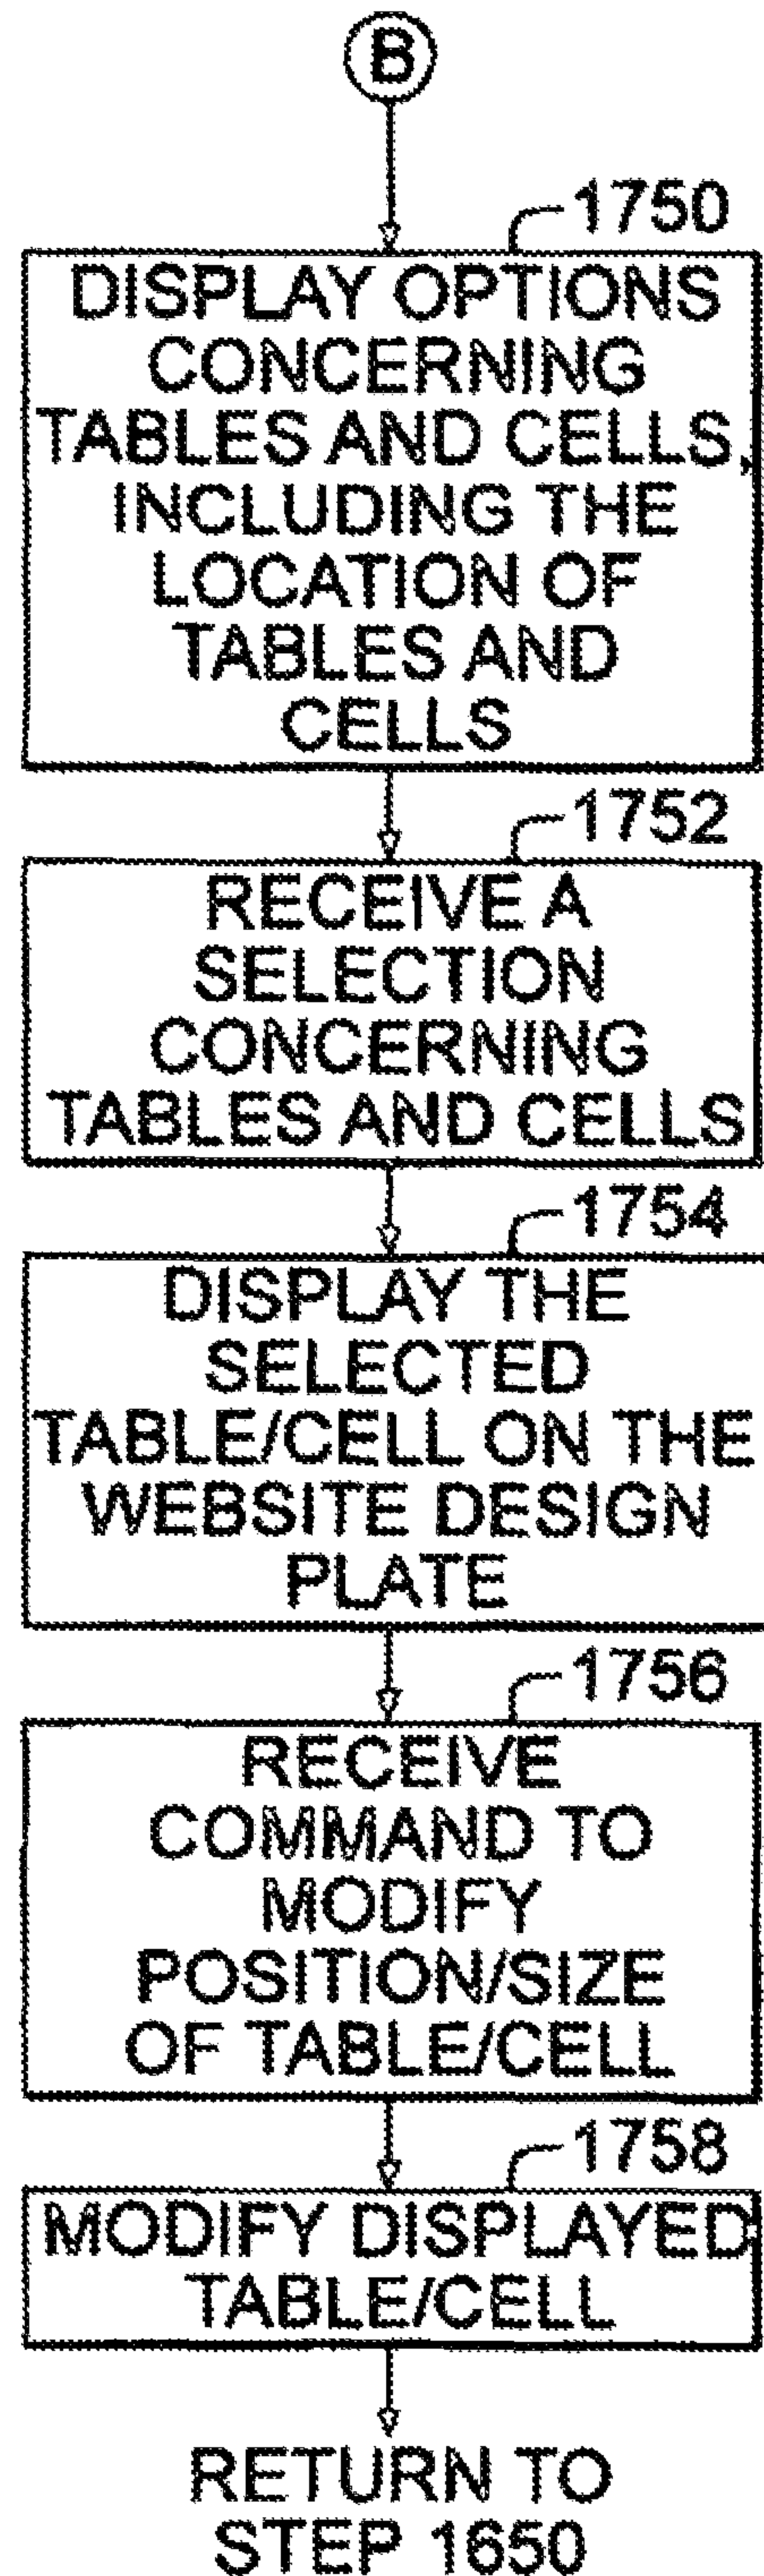 B
1750
DISPLAY OPTIONS
CONCERNING
TABLES AND CELLS,
INCLUDING THE
LOCATION OF
TABLES AND
CELLS
1752
RECEIVE A
SELECTION
CONCERNING
TABLES AND CELLS
1754
DISPLAY THE
SELECTED
TABLE/CELL ON THE
WEBSITE DESIGN
PLATE
1756
RECEIVE
COMMAND TO
MODIFY
POSITION/SIZE
OF TABLE/CELL
1758
MODIFY DISPLAYED
TABLE/CELL
RETURN TO
STEP 1650